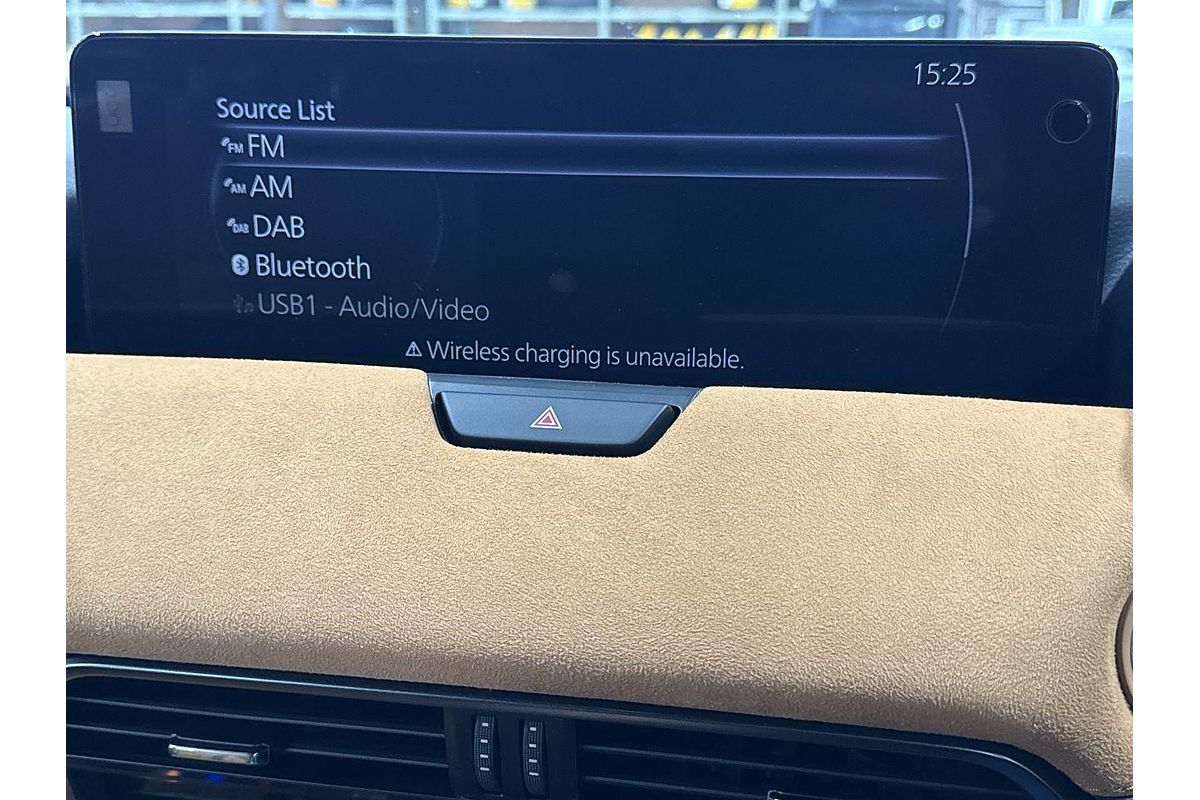 15:25
Source List
FM FM
AM AM
DAB DAB
Bluetooth
USB1 - Audio/Video
Wireless charging is unavailable.